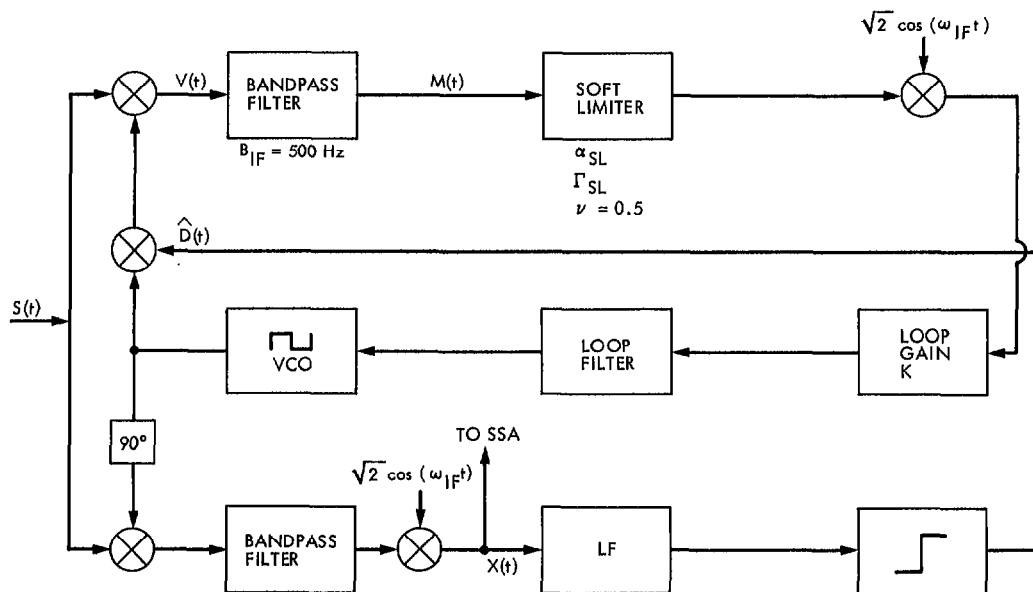 √2 cos (ω_IF t)
V(t)
BANDPASS
FILTER
M(t)
SOFT
LIMITER
B_IF = 500 Hz
α_SL
Γ_SL
ν = 0.5
D̂(t)
S(t)
VCO
LOOP
FILTER
LOOP
GAIN
K
90°
TO SSA
√2 cos (ω_IF t)
BANDPASS
FILTER
X(t)
LF